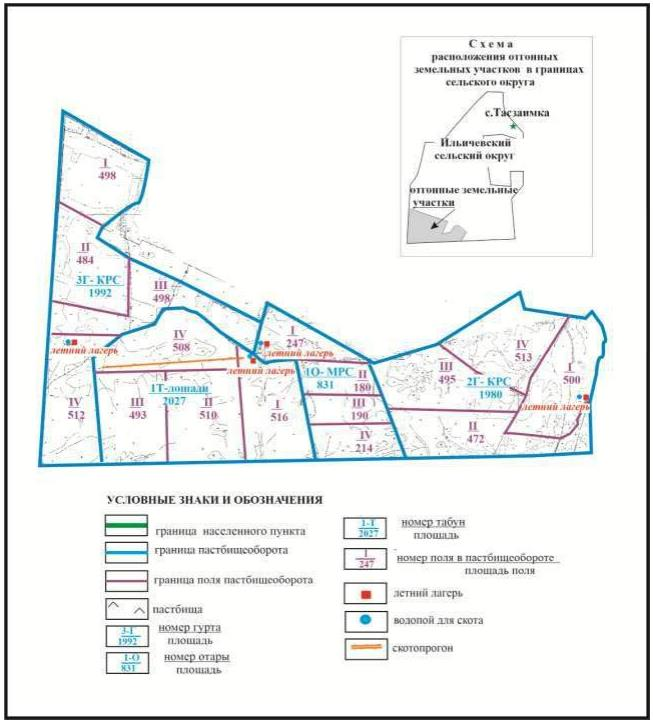 С х е м а
расположения отгонных
земельных участков в границах
сельского округа
с.Тасзаимка
Ильичевский
сельский округ
отгонные земельные
участки
I
498
II
484
3Г- КРС
1992
III
498
летний лагерь
IV
508
I
247
летний лагерь
летний лагерь
1О- МРС
831
II
180
III
190
IV
214
1Т-лошади
2027
IV
512
III
493
II
510
I
516
III
495
IV
513
2Г- КРС
1980
I
500
летний лагерь
II
472
УСЛОВНЫЕ ЗНАКИ И ОБОЗНАЧЕНИЯ
граница населенного пункта
граница пастбищеоборота
граница поля пастбищеоборота
пастбища
3-Г
1992
номер гурта
площадь
1-О
831
номер отары
площадь
1-Т
2027
номер табун
площадь
I
247
номер поля в пастбищеобороте
площадь поля
летний лагерь
водопой для скота
скотопрогон